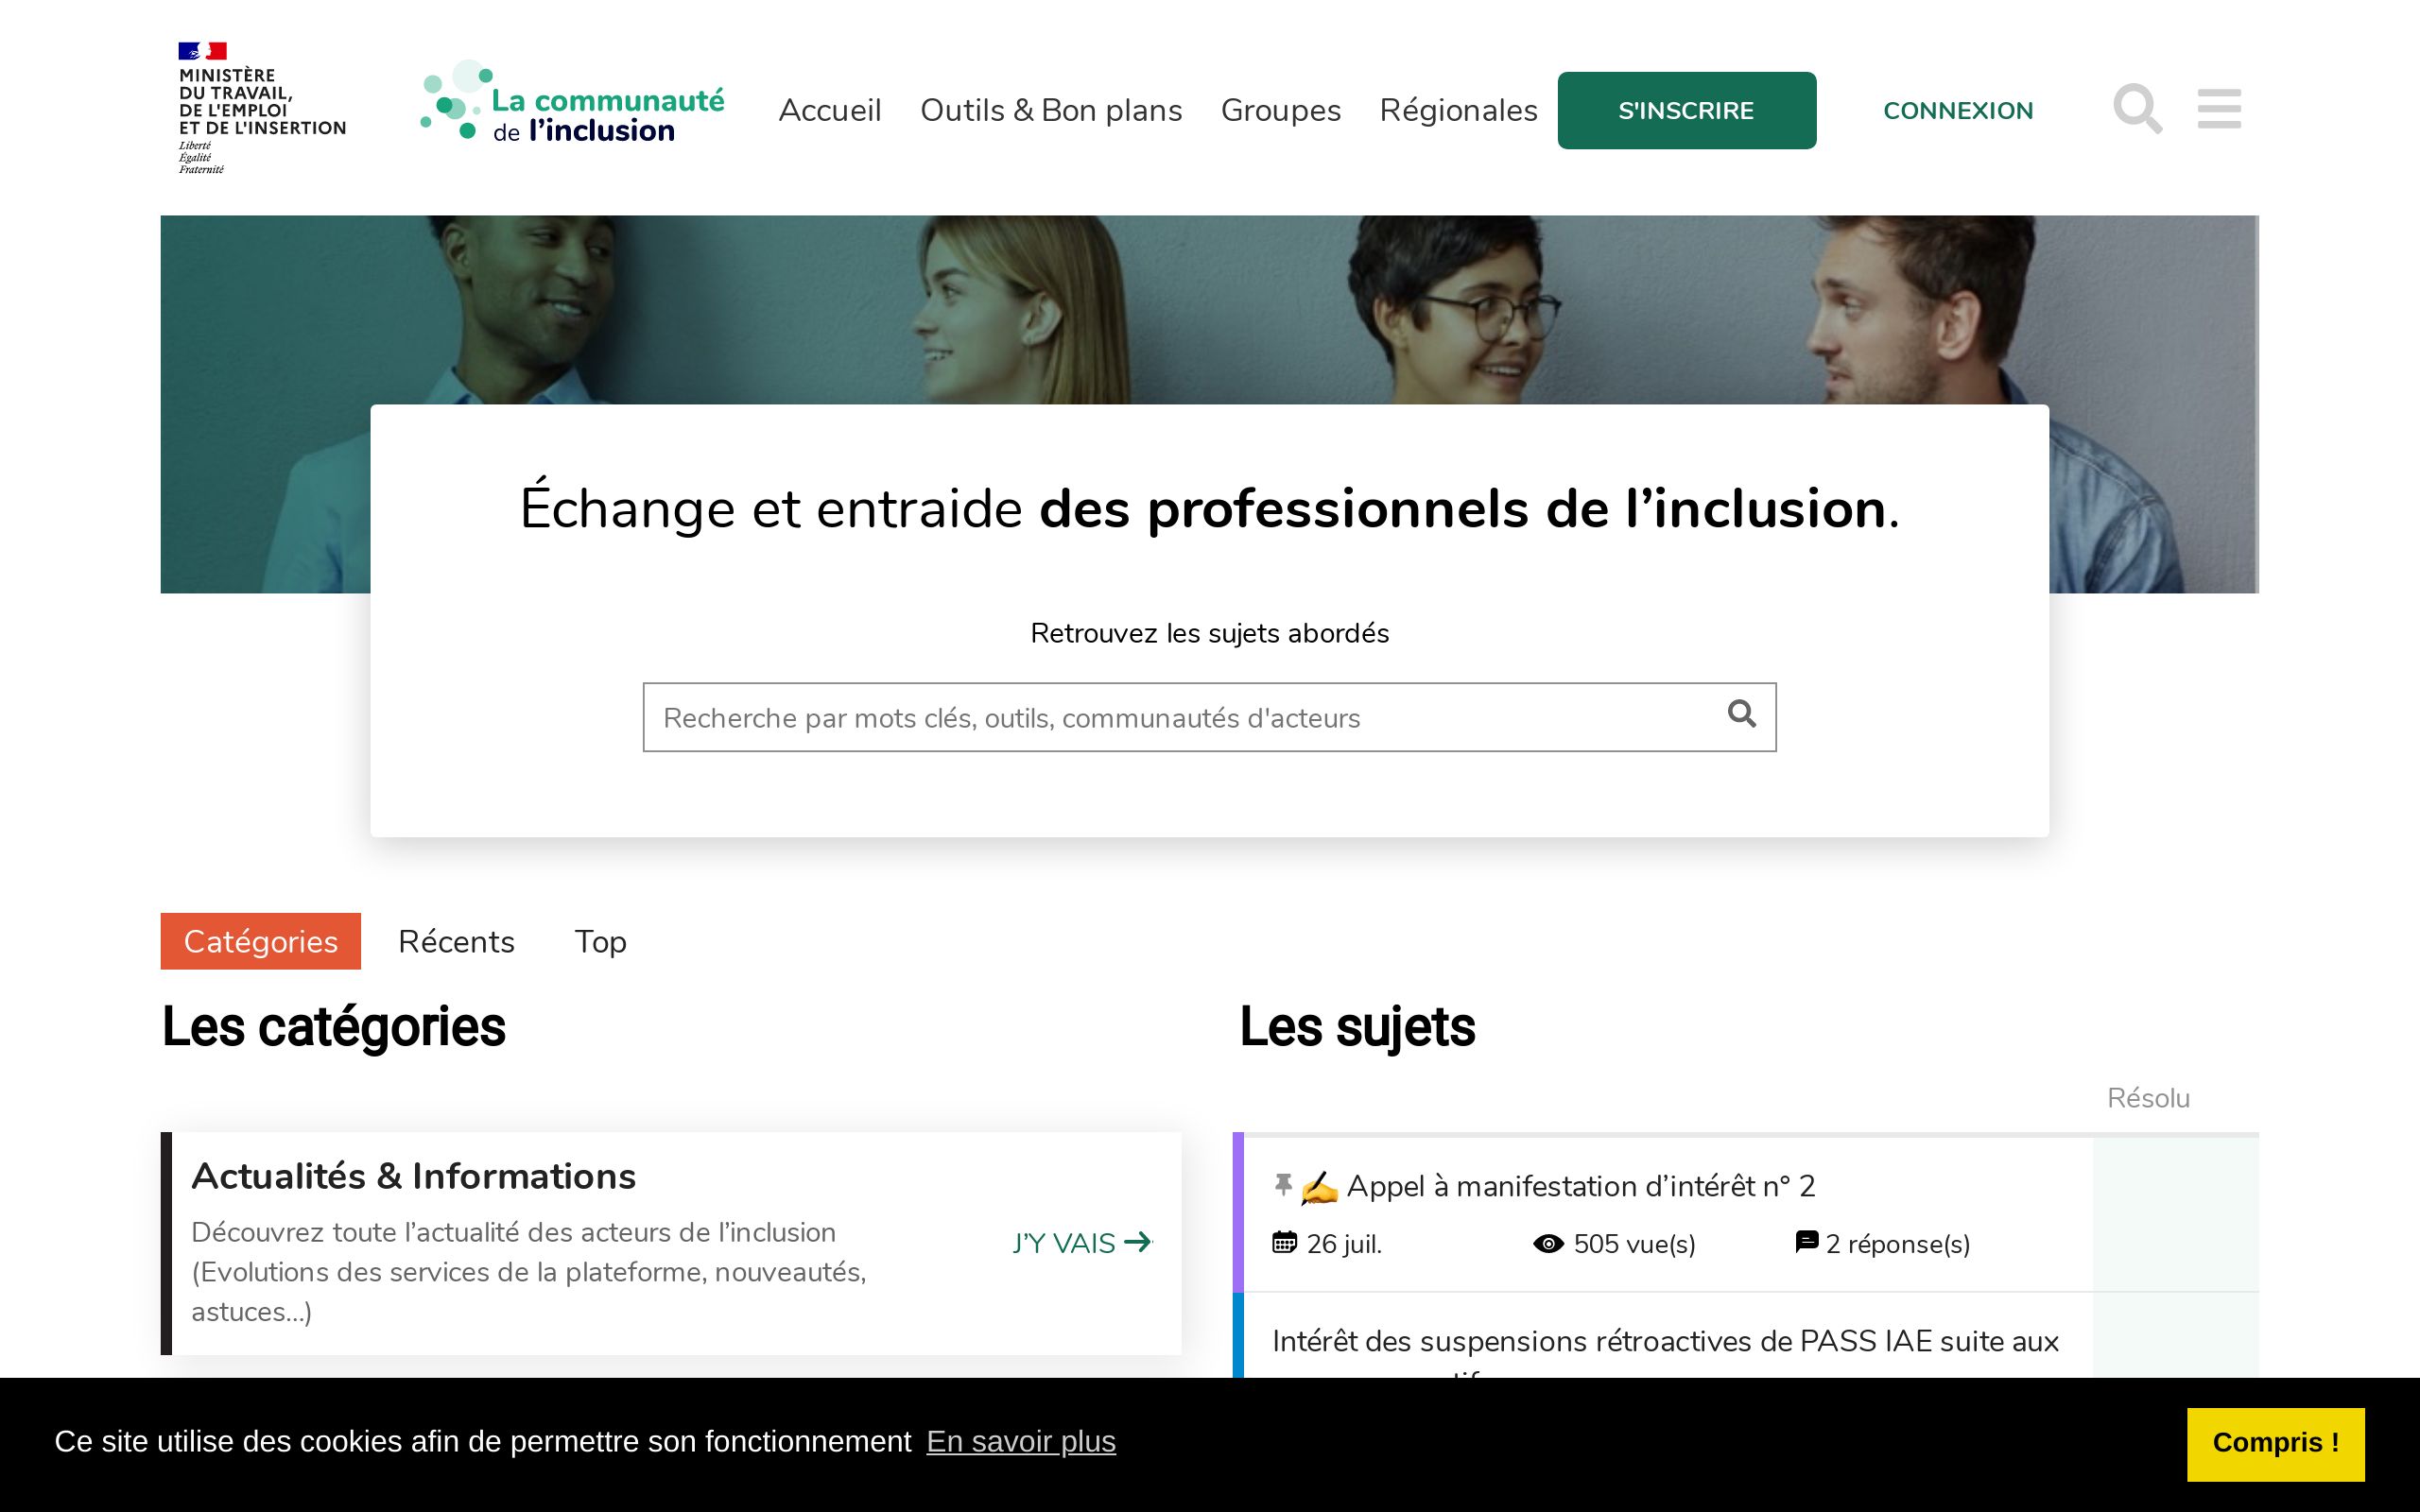 MINISTÈRE
DU TRAVAIL,
DE L'EMPLOI
ET DE L'INSERTION
Liberté
Égalité
Fraternité
La communauté
de l’inclusion
Accueil
Outils & Bon plans
Groupes
Régionales
S'INSCRIRE
CONNEXION
Échange et entraide des professionnels de l’inclusion.
Retrouvez les sujets abordés
Recherche par mots clés, outils, communautés d'acteurs
Catégories
Récents
Top
Les catégories
Actualités & Informations
Découvrez toute l’actualité des acteurs de l’inclusion
(Evolutions des services de la plateforme, nouveautés,
astuces...)
J’Y VAIS
Les sujets
Résolu
Appel à manifestation d’intérêt n° 2
26 juil.
505 vue(s)
2 réponse(s)
Intérêt des suspensions rétroactives de PASS IAE suite aux
Ce site utilise des cookies afin de permettre son fonctionnement En savoir plus
Compris !